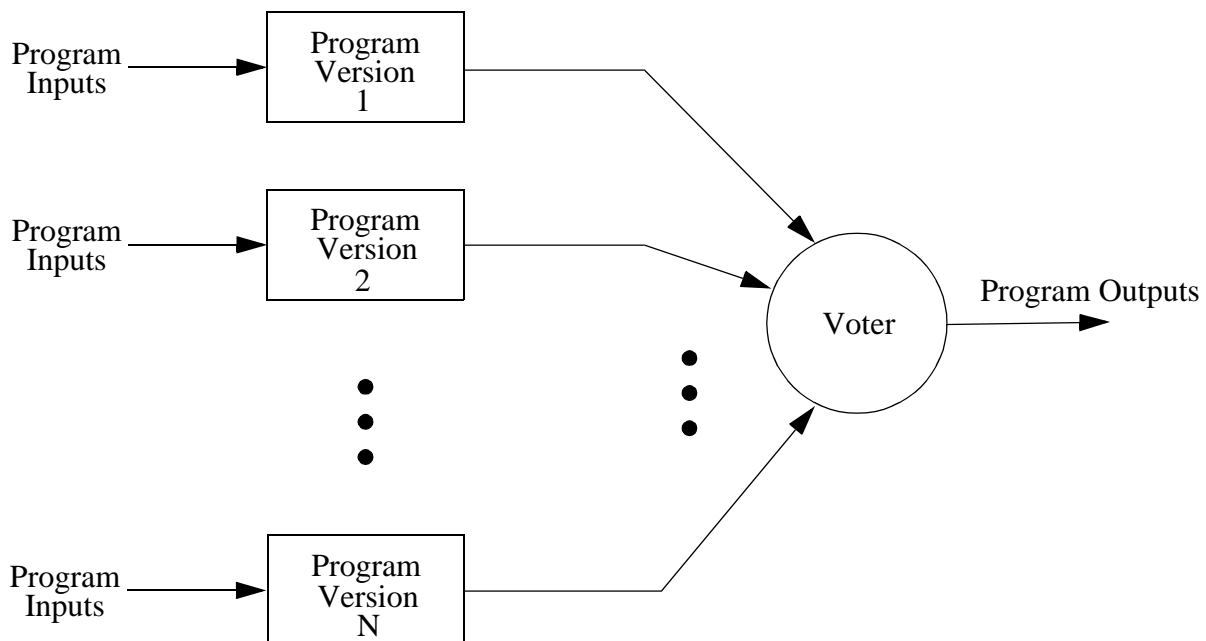 Program
Inputs
Program
Version
1
Program
Inputs
Program
Version
2
Voter
Program Outputs
Program
Inputs
Program
Version
N